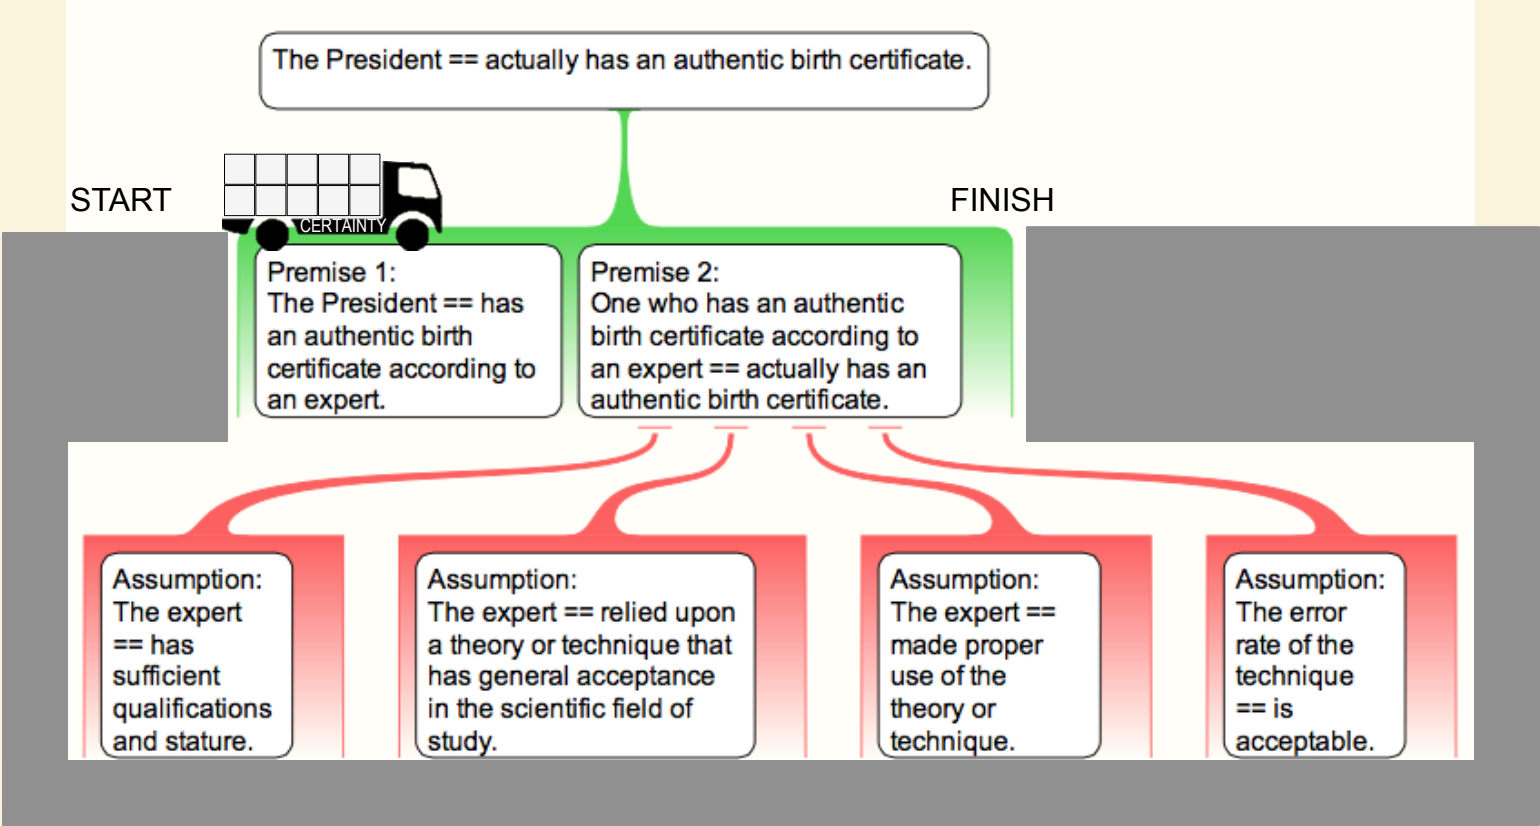 The President == actually has an authentic birth certificate.
START
FINISH
CERTAINTY
Premise 1:
The President == has
an authentic birth
certificate according to
an expert.
Premise 2:
One who has an authentic
birth certificate according to
an expert == actually has an
authentic birth certificate.
Assumption:
The expert
== has
sufficient
qualifications
and stature.
Assumption:
The expert == relied upon
a theory or technique that
has general acceptance
in the scientific field of
study.
Assumption:
The expert ==
made proper
use of the
theory or
technique.
Assumption:
The error
rate of the
technique
== is
acceptable.